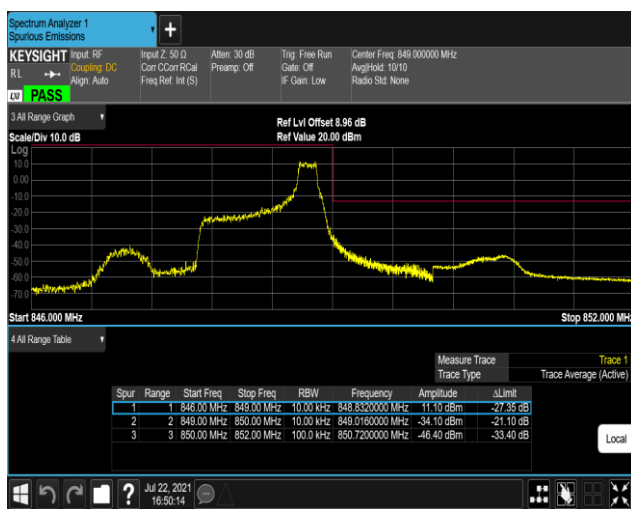 Spectrum Analyzer 1
Spurious Emissions
+
KEYSIGHT Input: RF Input Z: 50 Ω Atten: 30 dB Trig: Free Run Center Freq: 849.000000 MHz
R L Coupling: DC Corr CCorr RCal Preamp: Off Gate: Off Avg|Hold: 10/10
Align: Auto Freq Ref: Int (S) IF Gain: Low Radio Std: None
LXI PASS
3 All Range Graph
Ref Lvl Offset 8.96 dB
Scale/Div 10.0 dB Ref Value 20.00 dBm
Log
10.0
0.00
-10.0
-20.0
-30.0
-40.0
-50.0
-60.0
-70.0
Start 846.000 MHz Stop 852.000 MHz
4 All Range Table
Measure Trace Trace 1
Trace Type Trace Average (Active)
Spur Range Start Freq Stop Freq RBW Frequency Amplitude ΔLimit
1 1 846.00 MHz 849.00 MHz 10.00 kHz 848.8320000 MHz 11.10 dBm -27.35 dB
2 2 849.00 MHz 850.00 MHz 10.00 kHz 849.0160000 MHz -34.10 dBm -21.10 dB
3 3 850.00 MHz 852.00 MHz 100.0 kHz 850.7200000 MHz -46.40 dBm -33.40 dB
Local
? Jul 22, 2021
16:50:14